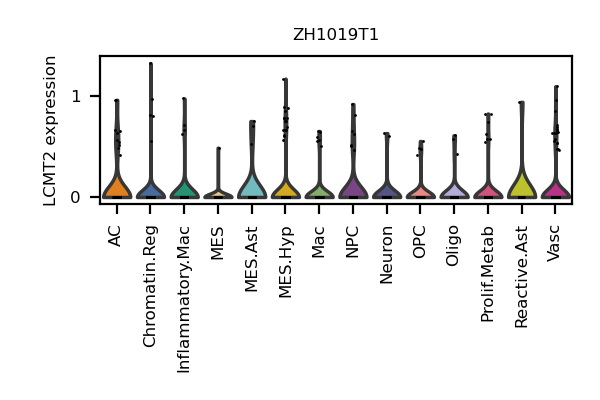 ZH1019T1
LCMT2 expression
1
0
AC
Chromatin.Reg
Inflammatory.Mac
MES
MES.Ast
MES.Hyp
Mac
NPC
Neuron
OPC
Oligo
Prolif.Metab
Reactive.Ast
Vasc